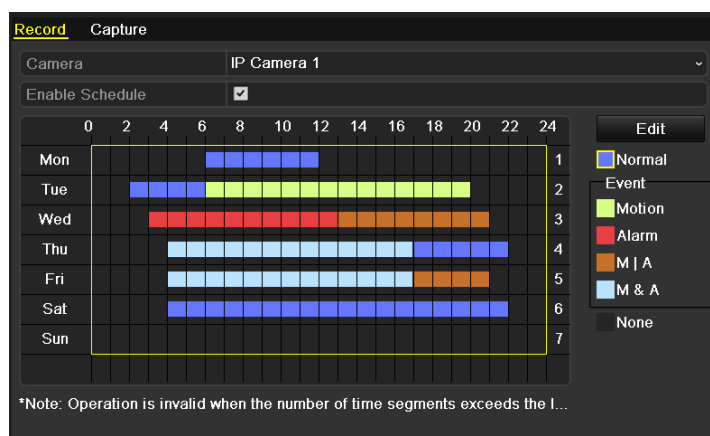 Record Capture
Camera IP Camera 1
Enable Schedule
0 2 4 6 8 10 12 14 16 18 20 22 24 Edit
Mon 1 Normal
Tue 2 Event
Motion
Wed 3 Alarm
Thu 4 M | A
Fri 5 M & A
Sat 6 None
Sun 7
*Note: Operation is invalid when the number of time segments exceeds the l...